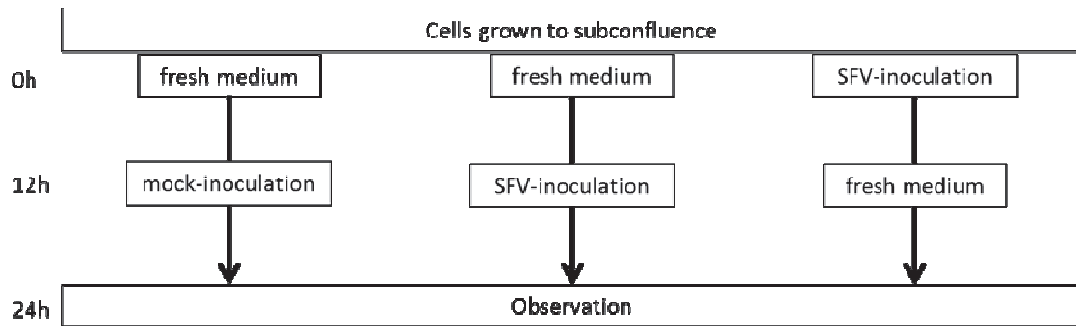 Cells grown to subconfluence
0h
fresh medium
fresh medium
SFV-inoculation
12h
mock-inoculation
SFV-inoculation
fresh medium
24h
Observation